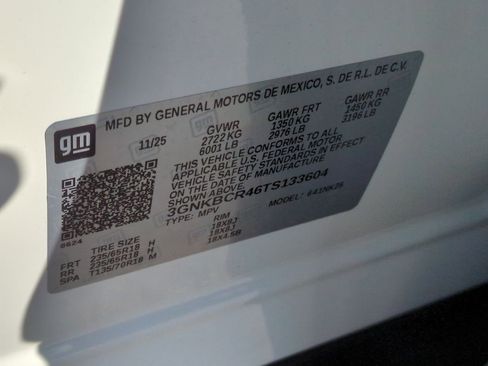 gm
MFD BY GENERAL MOTORS DE MEXICO, S. DE R.L. DE C.V.
11/25 GVWR GAWR FRT GAWR RR
2722 KG 1350 KG 1450 KG
6001 LB 2976 LB 3196 LB
THIS VEHICLE CONFORMS TO ALL
APPLICABLE FEDERAL MOTOR
VEHICLE SAFETY STANDARDS IN EFFECT
ON THE DATE OF MANUFACTURE
SHOWN ABOVE.
3GNKBCR46TS133604
TYPE: MPV MODEL: 641NK26
0624
TIRE SIZE RIM
FRT 235/65R18 H 18X8J
RR 235/65R18 H 18X8J
SPA T135/70R18 M 18X4.5B